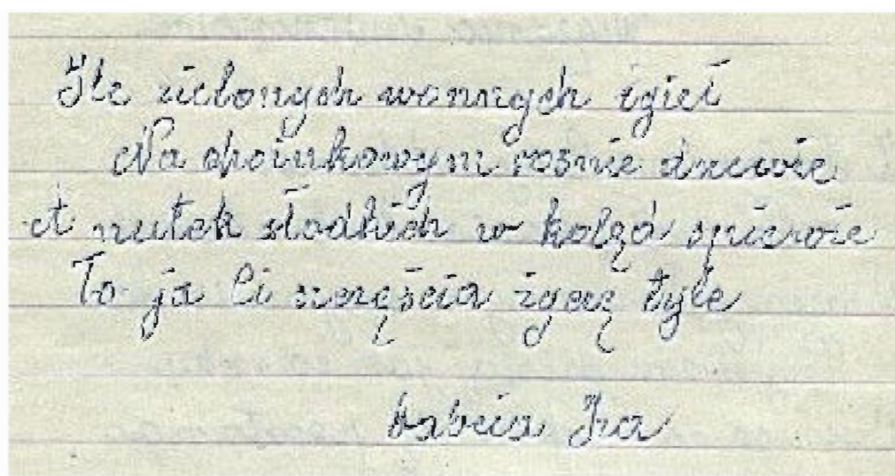 Ile zielonych wonnych igieł
Na choinkowym rośnie drzewie
A nutek słodkich w kolęd śpiewie
To ja Ci szczęścia życzę tyle
babcia Ira